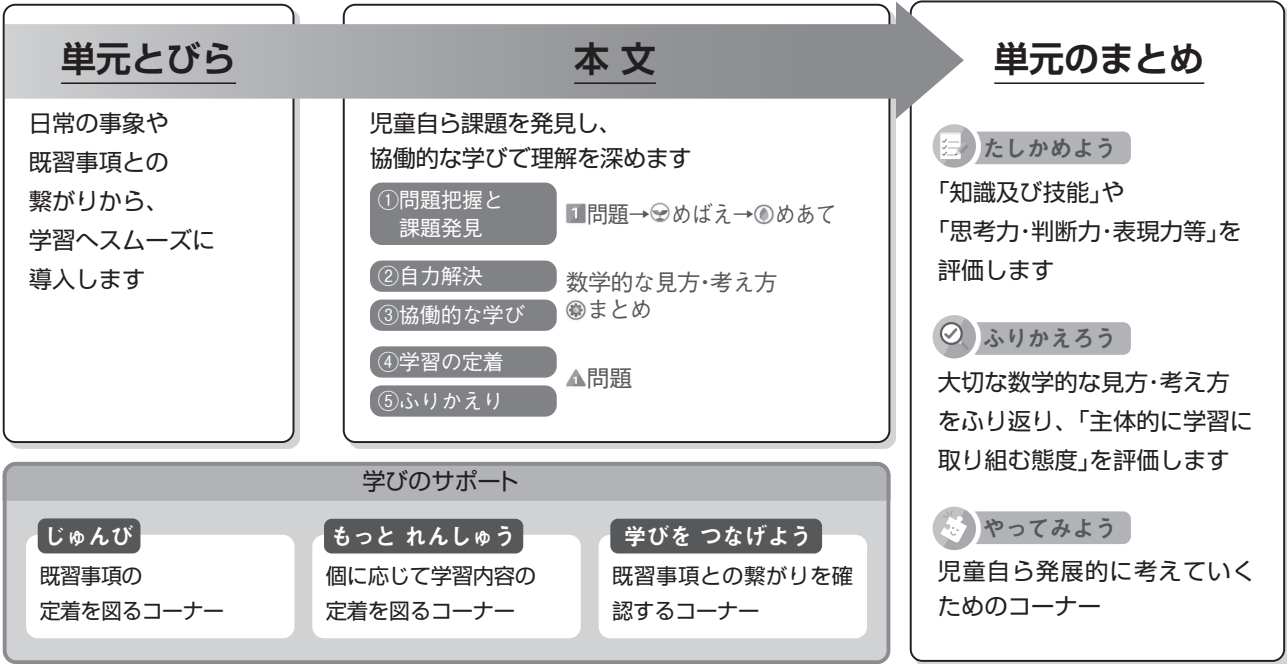 単元とびら
日常の事象や
既習事項との
繋がりから、
学習へスムーズに
導入します
本文
児童自ら課題を発見し、
協働的な学びで理解を深めます
①問題把握と
課題発見
1問題→めばえ→めあて
②自力解決
③協働的な学び
数学的な見方・考え方
まとめ
④学習の定着
⑤ふりかえり
1問題
単元のまとめ
たしかめよう
「知識及び技能」や
「思考力・判断力・表現力等」を
評価します
ふりかえろう
大切な数学的な見方・考え方
をふり返り、「主体的に学習に
取り組む態度」を評価します
やってみよう
児童自ら発展的に考えていく
ためのコーナー
学びのサポート
じゅんび
既習事項の
定着を図るコーナー
もっと れんしゅう
個に応じて学習内容の
定着を図るコーナー
学びを つなげよう
既習事項との繋がりを確
認するコーナー